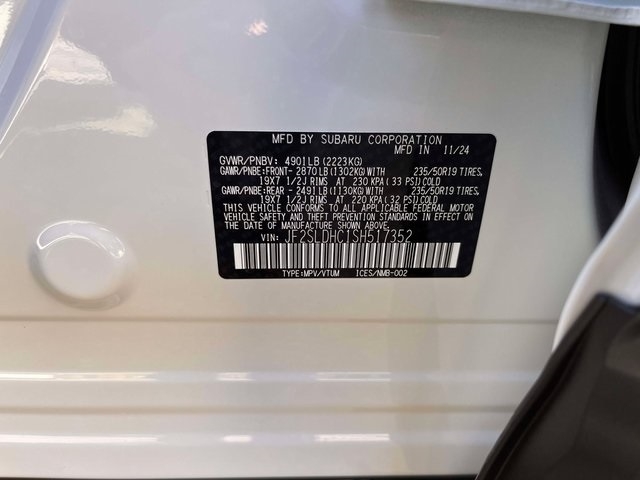 MFD BY SUBARU CORPORATION
MFD IN 11/24
GVWR/PNBV: 4901LB (2223KG)
GAWR/PNBE:FRONT- 2870LB (1302KG) WITH 235/50R19 TIRES,
19X7 1/2J RIMS AT 230 KPA (33 PSI) COLD
GAWR/PNBE:REAR - 2491LB (1130KG) WITH 235/50R19 TIRES,
19X7 1/2J RIMS AT 220 KPA (32 PSI) COLD
THIS VEHICLE CONFORMS TO ALL APPLICABLE FEDERAL MOTOR
VEHICLE SAFETY AND THEFT PREVENTION STANDARDS IN EFFECT
ON THE DATE OF MANUFACTURE SHOWN ABOVE.
VIN: JF2SLDHC1SH517352
TYPE:MPV/VTUM ICES/NMB-002